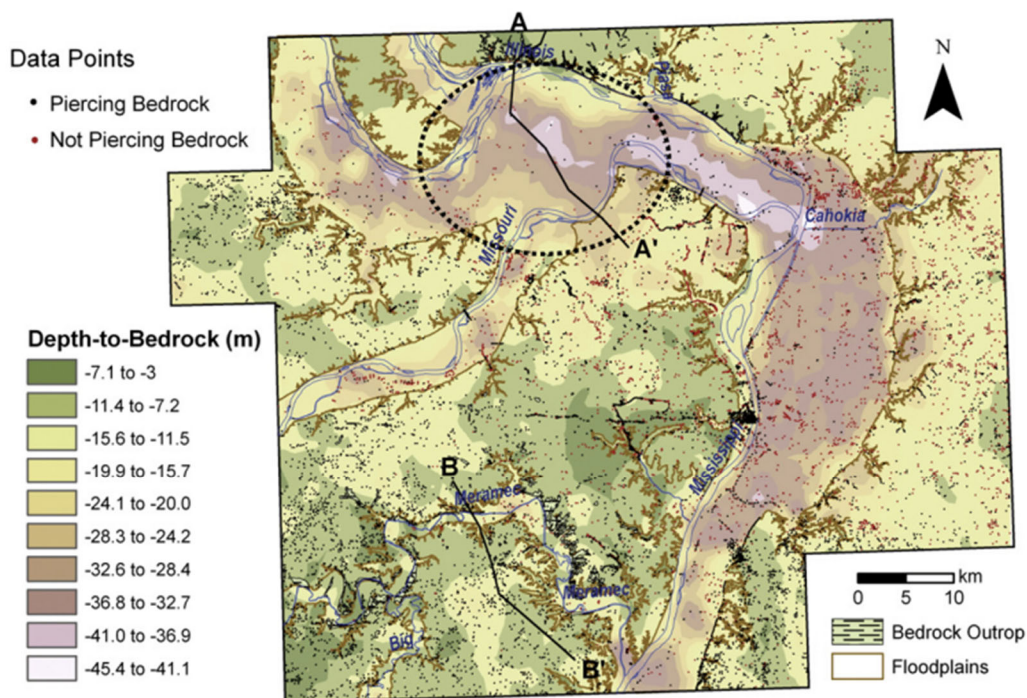 Data Points
Piercing Bedrock
Not Piercing Bedrock
A
Illinois
Piasa
N
Missouri
Cahokia
A'
Depth-to-Bedrock (m)
-7.1 to -3
-11.4 to -7.2
-15.6 to -11.5
-19.9 to -15.7
-24.1 to -20.0
-28.3 to -24.2
-32.6 to -28.4
-36.8 to -32.7
-41.0 to -36.9
-45.4 to -41.1
Mississippi
B
Meramec
Meramec
Big
B'
km
0 5 10
Bedrock Outrop
Floodplains